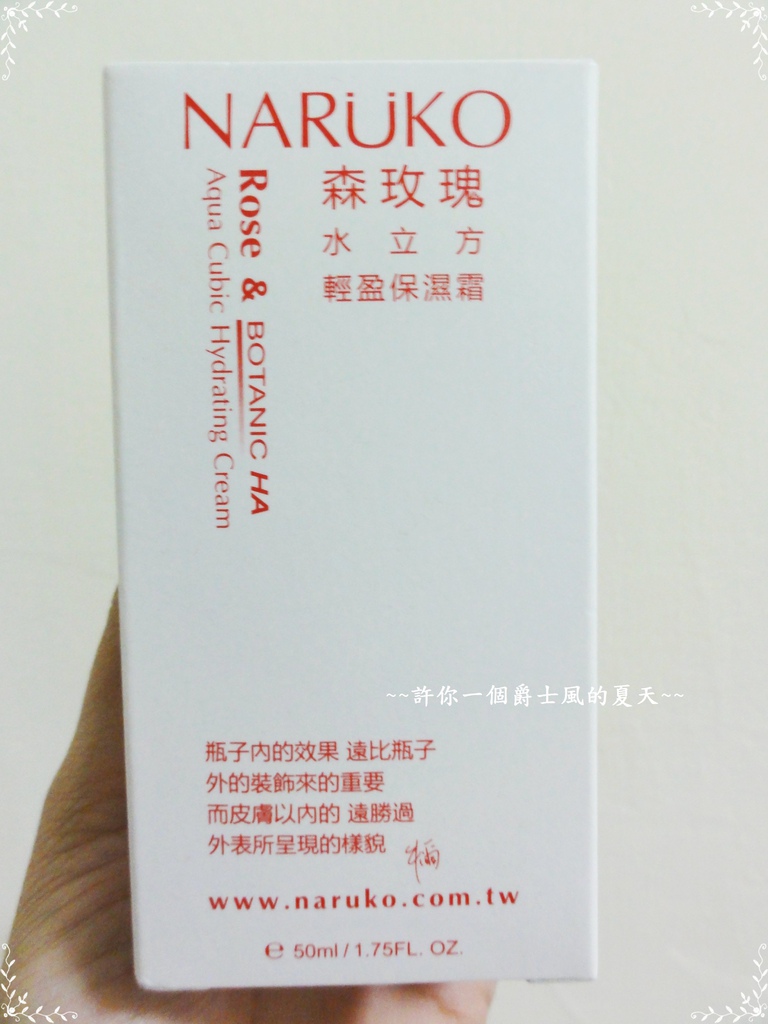 NARÜKO
森玫瑰
水立方
輕盈保濕霜
Rose & BOTANIC HA
Aqua Cubic Hydrating Cream
~~許你一個爵士風的夏天~~
瓶子內的效果 遠比瓶子
外的裝飾來的重要
而皮膚以內的 遠勝過
外表所呈現的樣貌
www.naruko.com.tw
℮ 50ml / 1.75FL. OZ.